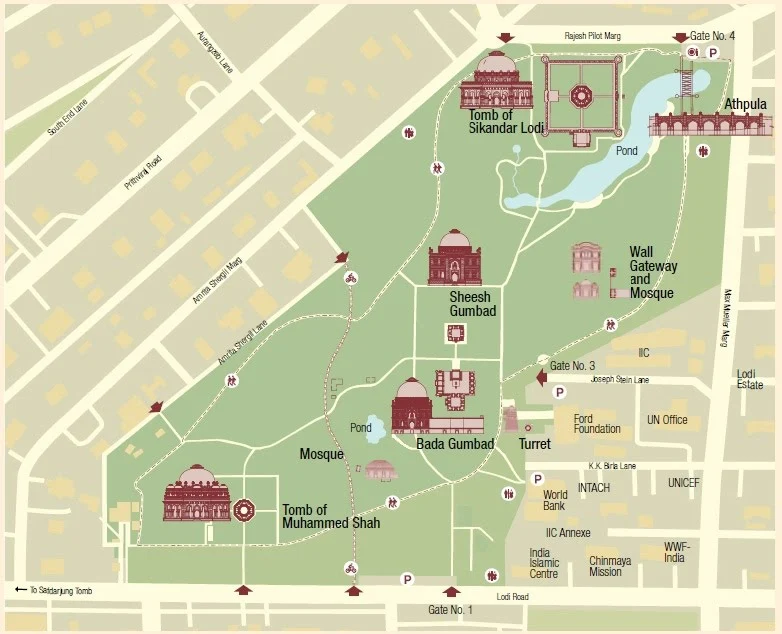 Rajesh Pilot Marg
Gate No. 4
P
Aurangzeb Lane
South End Lane
Prithviraj Road
Tomb of
Sikandar Lodi
Athpula
Pond
Amrita Shergil Marg
Sheesh
Gumbad
Wall
Gateway
and
Mosque
Max Mueller Marg
Amrita Shergil Lane
IIC
Gate No. 3
Joseph Stein Lane
Lodi
Estate
P
Ford
Foundation
UN Office
Pond
Bada Gumbad
Turret
Mosque
K.K. Birla Lane
P
World
Bank
INTACH
UNICEF
Tomb of
Muhammed Shah
IIC Annexe
India
Islamic
Centre
Chinmaya
Mission
WWF-
India
P
To Safdarjung Tomb
Lodi Road
Gate No. 1